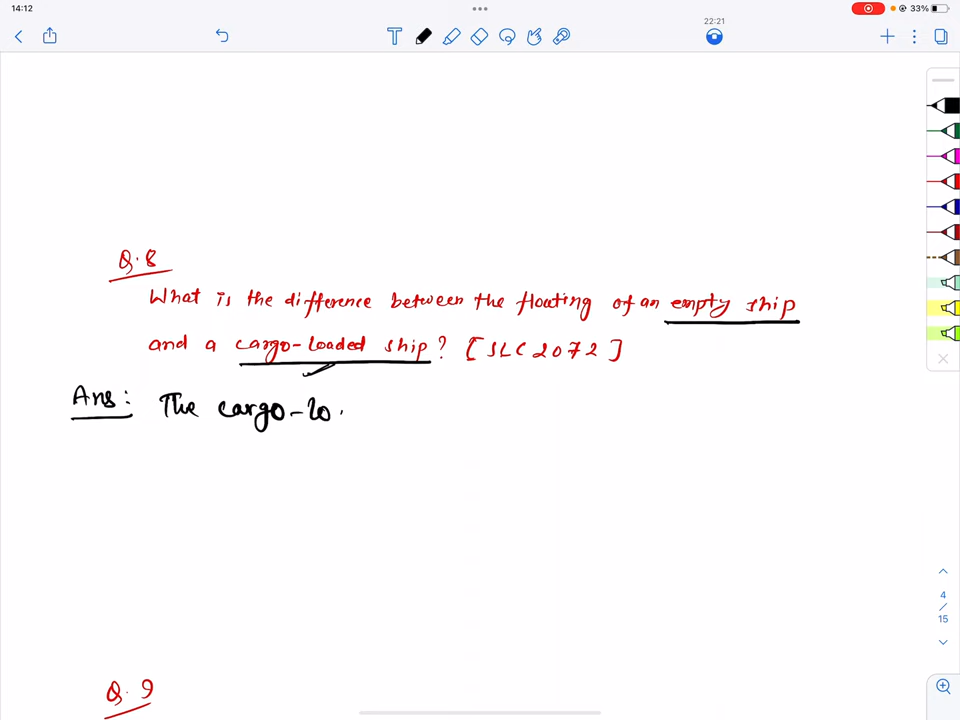 14:12
33%
22:21
T
Q.8
What is the difference between the floating of an empty ship
and a cargo-loaded ship? [SLC 2072]
Ans: The cargo-lo
4
15
Q.9